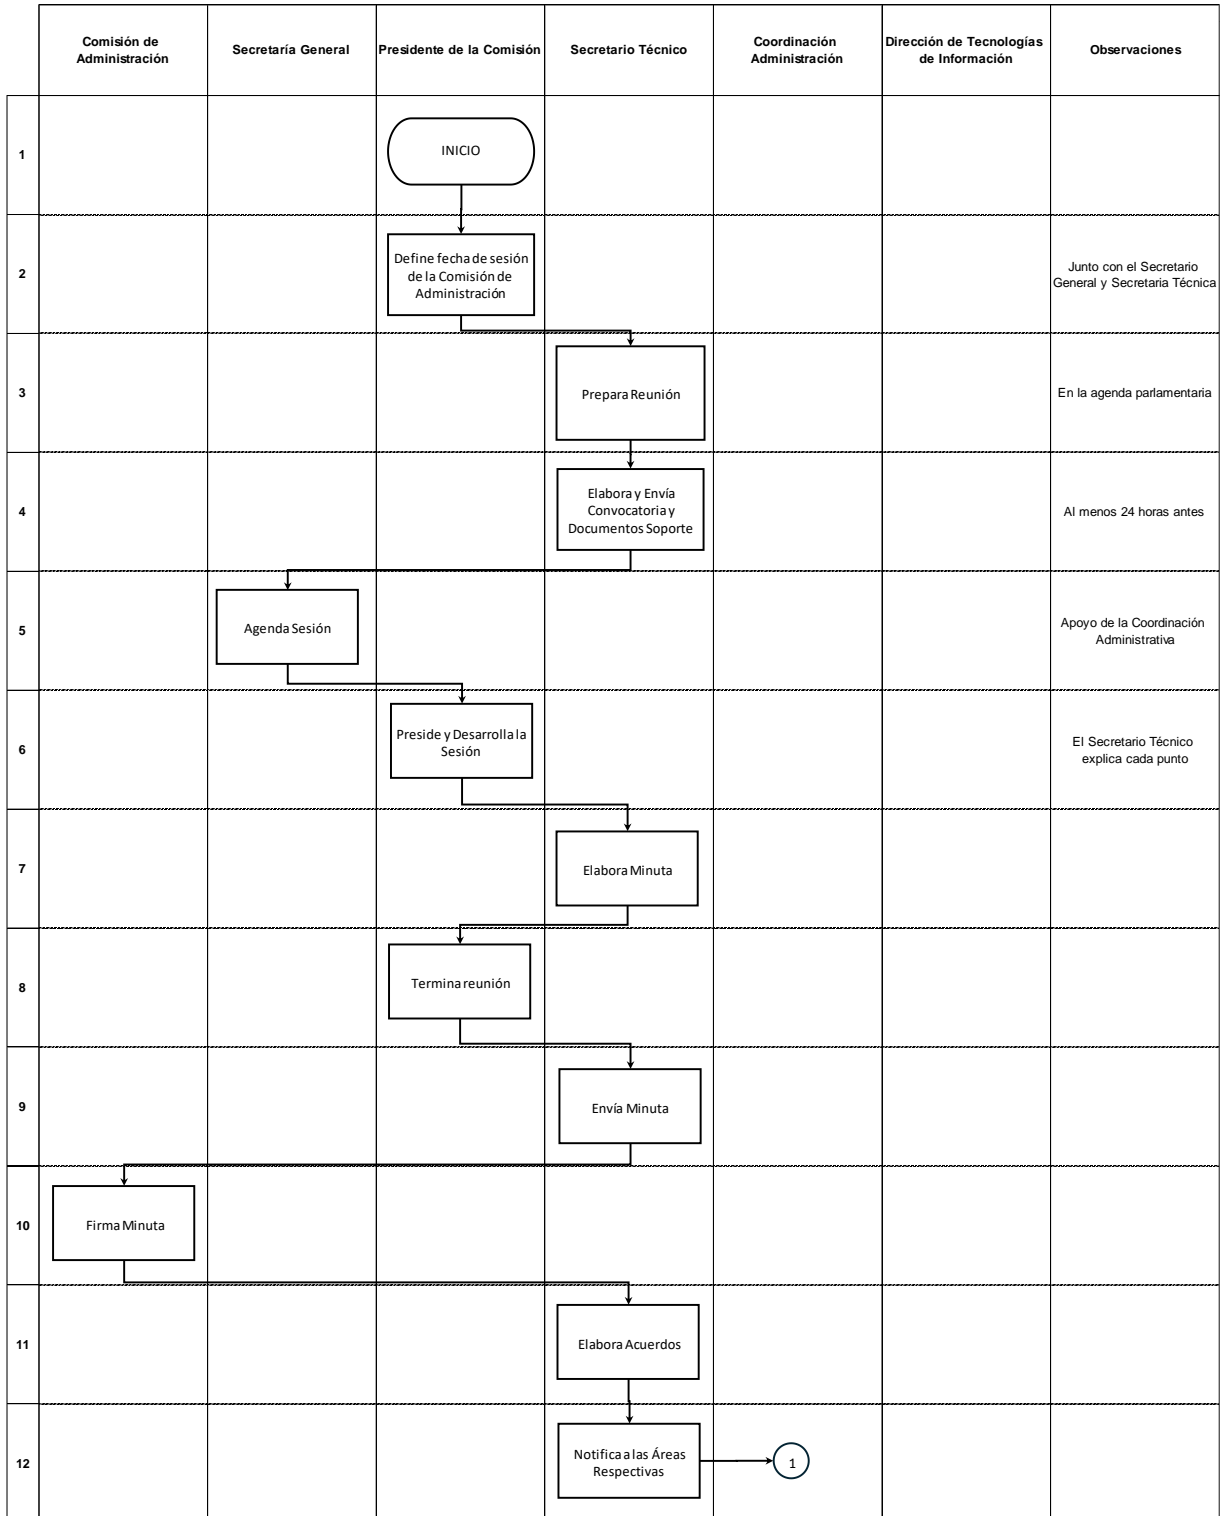 Comisión de
Administración
Secretaría General
Presidente de la Comisión
Secretario Técnico
Coordinación
Administración
Dirección de Tecnologías
de Información
Observaciones
1
INICIO
2
Define fecha de sesión
de la Comisión de
Administración
Junto con el Secretario
General y Secretaria Técnica
3
Prepara Reunión
En la agenda parlamentaria
4
Elabora y Envía
Convocatoria y
Documentos Soporte
Al menos 24 horas antes
5
Agenda Sesión
Apoyo de la Coordinación
Administrativa
6
Preside y Desarrolla la
Sesión
El Secretario Técnico
explica cada punto
7
Elabora Minuta
8
Termina reunión
9
Envía Minuta
10
Firma Minuta
11
Elabora Acuerdos
12
Notifica a las Áreas
Respectivas
1